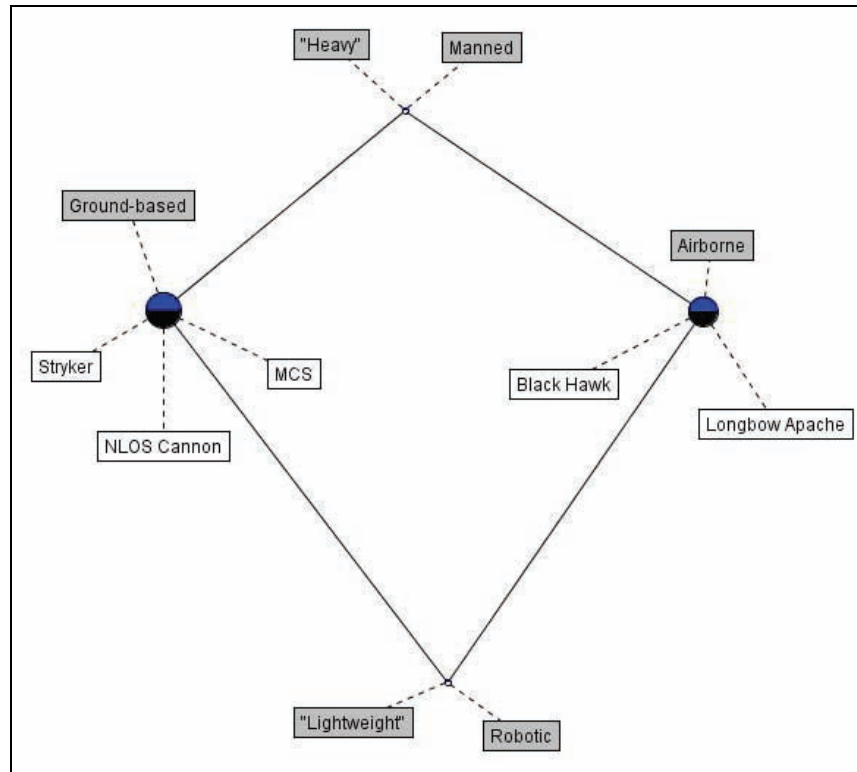 "Heavy"
Manned
Ground-based
Airborne
Stryker
MCS
Black Hawk
Longbow Apache
NLOS Cannon
"Lightweight"
Robotic